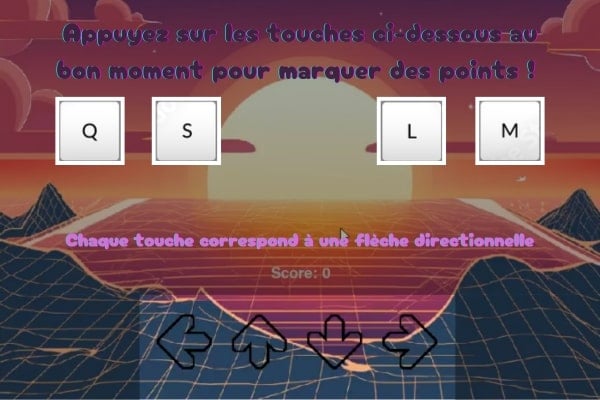 Appuyez sur les touches ci-dessous au
bon moment pour marquer des points !
Q S L M
Chaque touche correspond à une flèche directionnelle
Score: 0